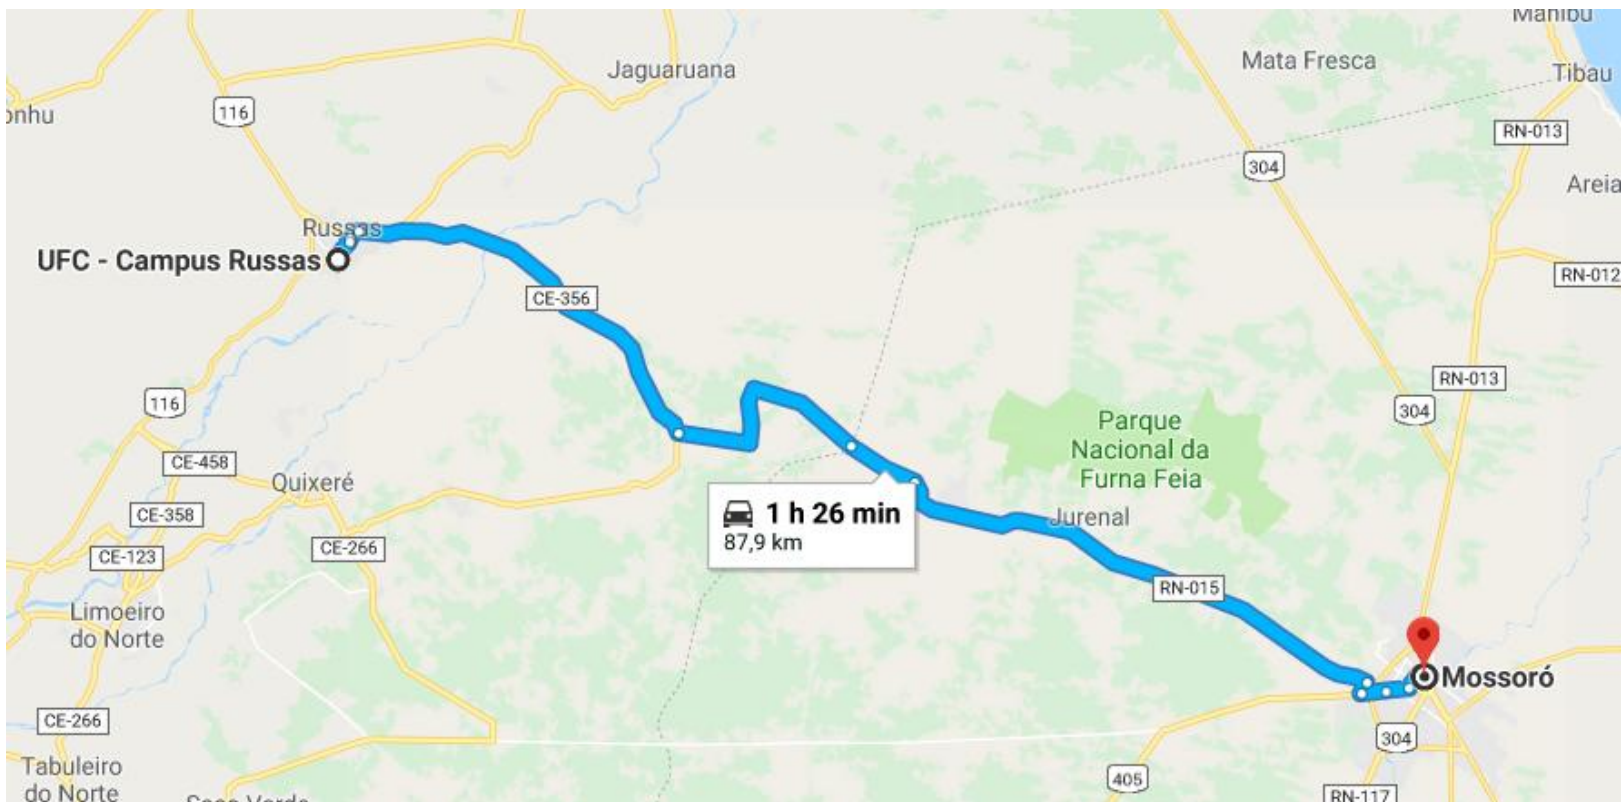 Manibu
Jaguaruana
Mata Fresca
Tibau
onhu
116
RN-013
304
Areia
Russas
UFC - Campus Russas
RN-012
CE-356
RN-013
116
304
Parque
Nacional da
Furna Feia
CE-458
Quixeré
1 h 26 min
87,9 km
CE-358
Jurenal
CE-266
CE-123
RN-015
Limoeiro
do Norte
Mossoró
CE-266
304
Tabuleiro
do Norte
405
RN-117